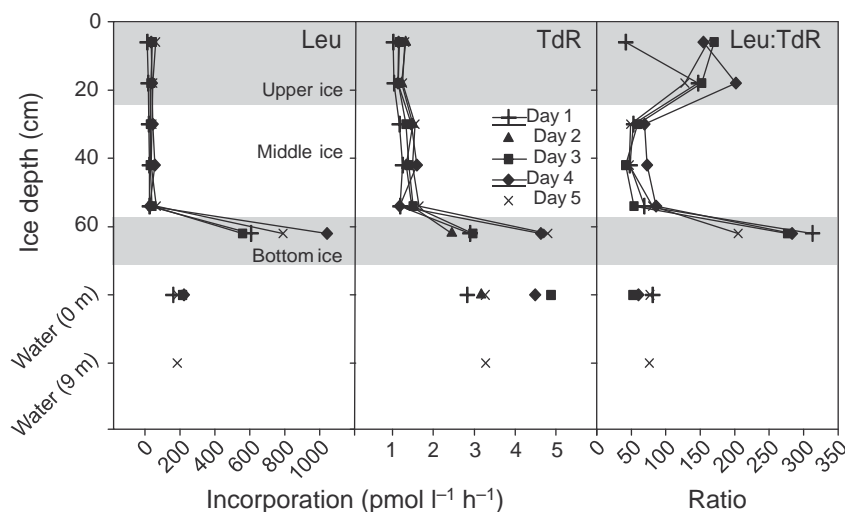 Leu
TdR
Leu:TdR
Upper ice
Middle ice
Bottom ice
Day 1
Day 2
Day 3
Day 4
Day 5
Ice depth (cm)
0
20
40
60
Water (0 m)
Water (9 m)
0
200
400
600
800
1000
1
2
3
4
5
0
50
100
150
200
250
300
350
Incorporation (pmol l⁻¹ h⁻¹)
Ratio